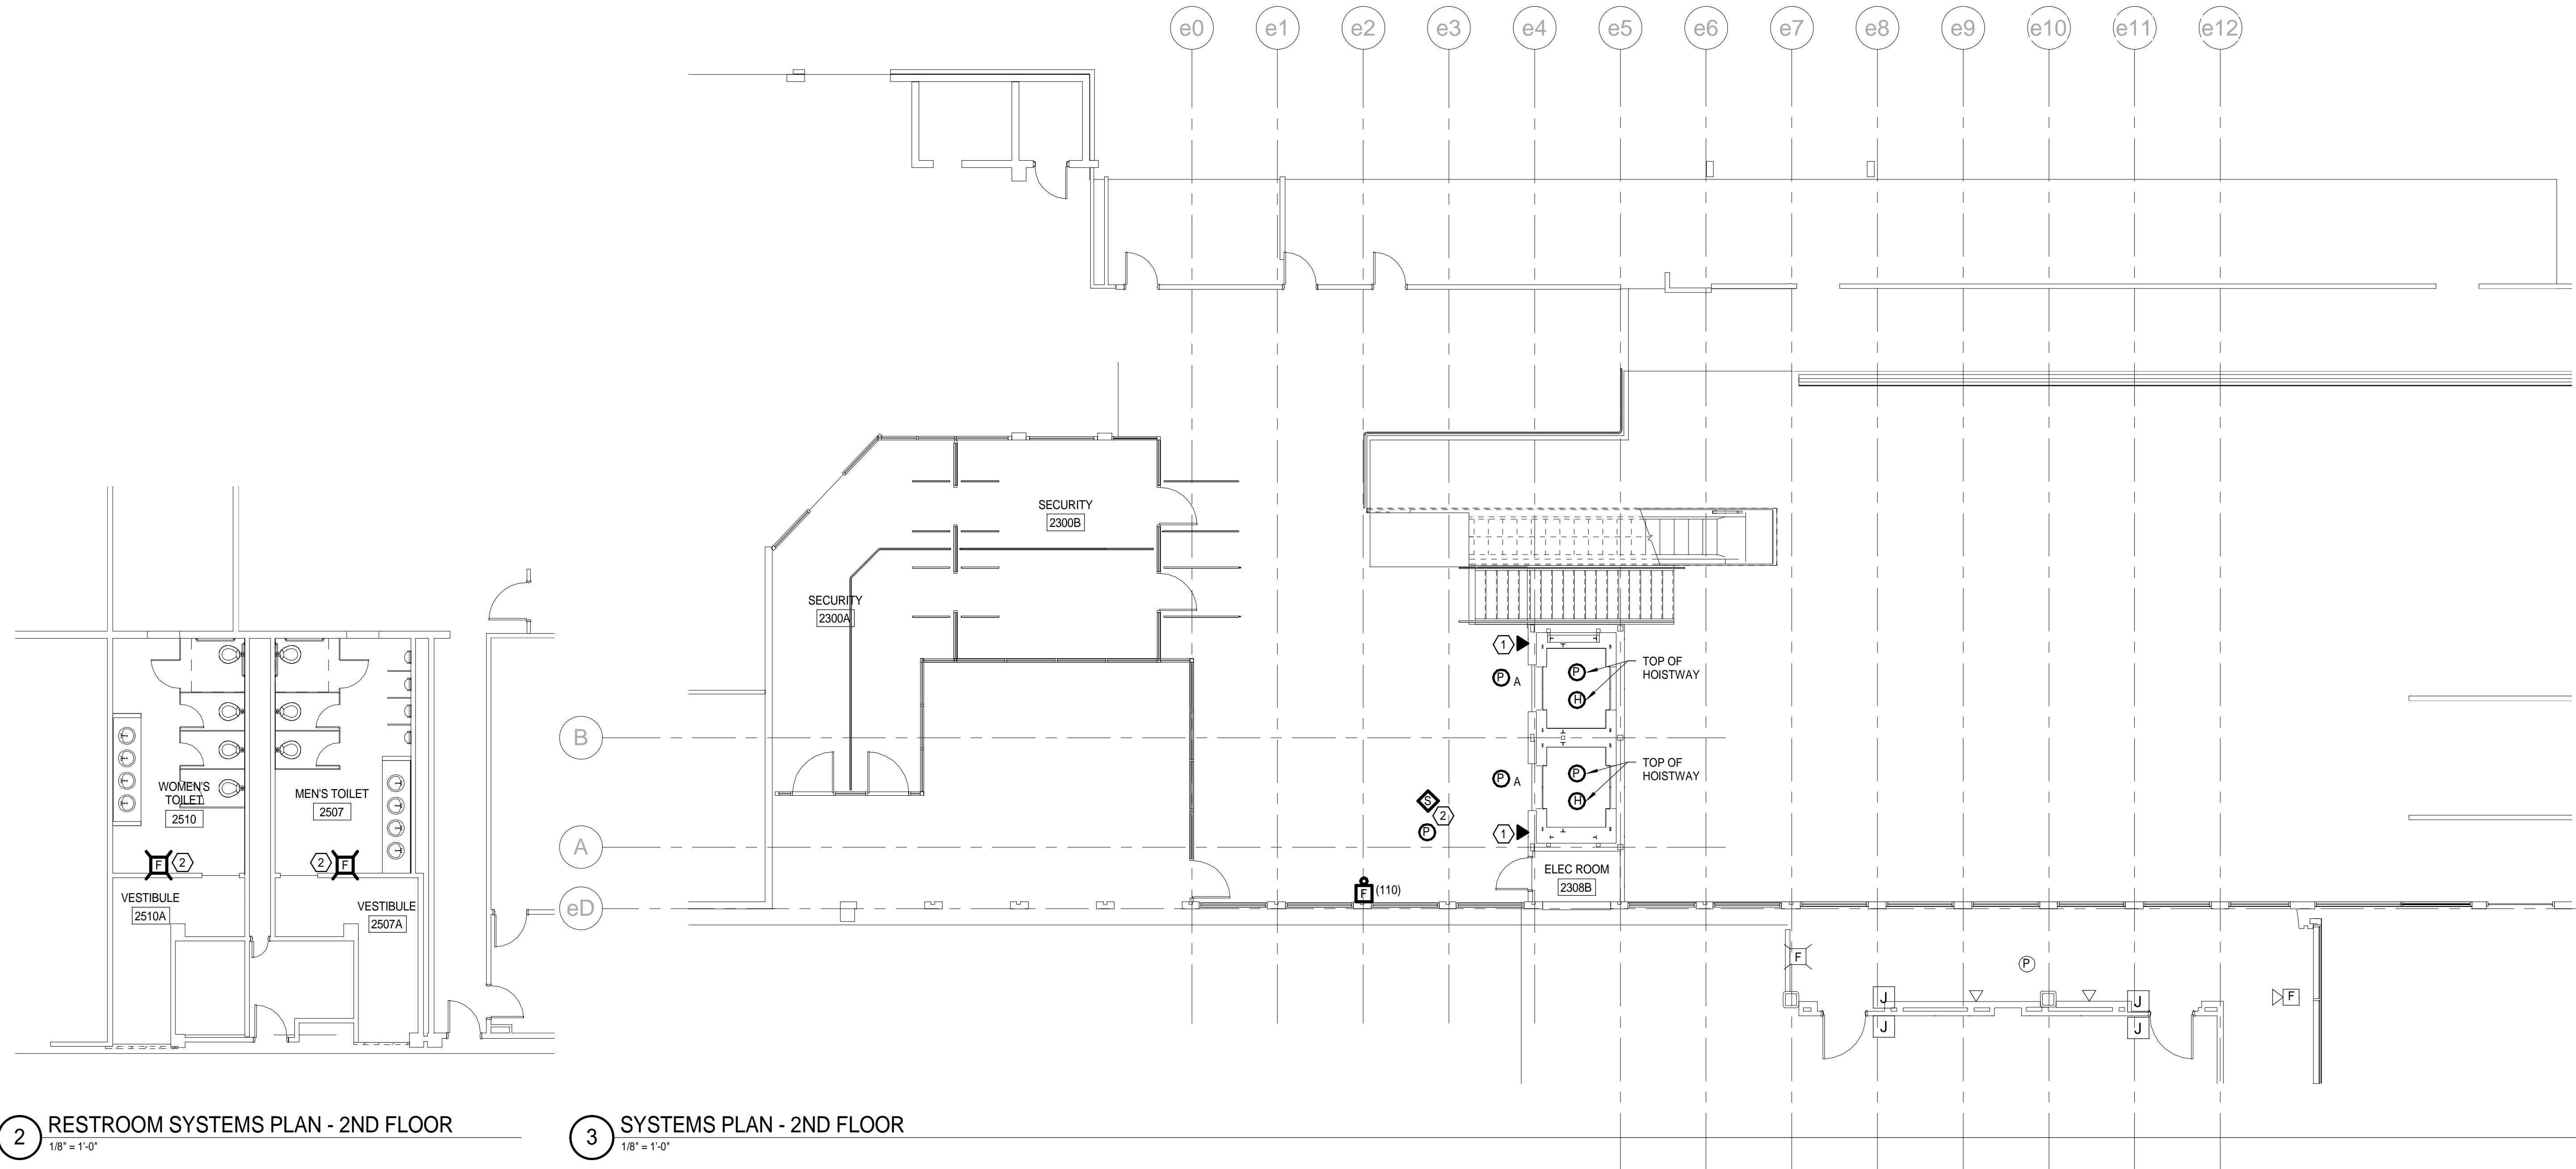 e0 e1 e2 e3 e4 e5 e6 e7 e8 e9 e10 e11 e12
SECURITY
2300B
SECURITY
2300A
1
P A
P
H
TOP OF
HOISTWAY
B
P A
P
H
TOP OF
HOISTWAY
S
2
P
1
A
ELEC ROOM
2308B
F (110)
eD
WOMEN'S
TOILET
2510
MEN'S TOILET
2507
F 2
2 F
VESTIBULE
2510A
VESTIBULE
2507A
F
P
F
J
J
J
J
2 RESTROOM SYSTEMS PLAN - 2ND FLOOR
1/8" = 1'-0"
3 SYSTEMS PLAN - 2ND FLOOR
1/8" = 1'-0"